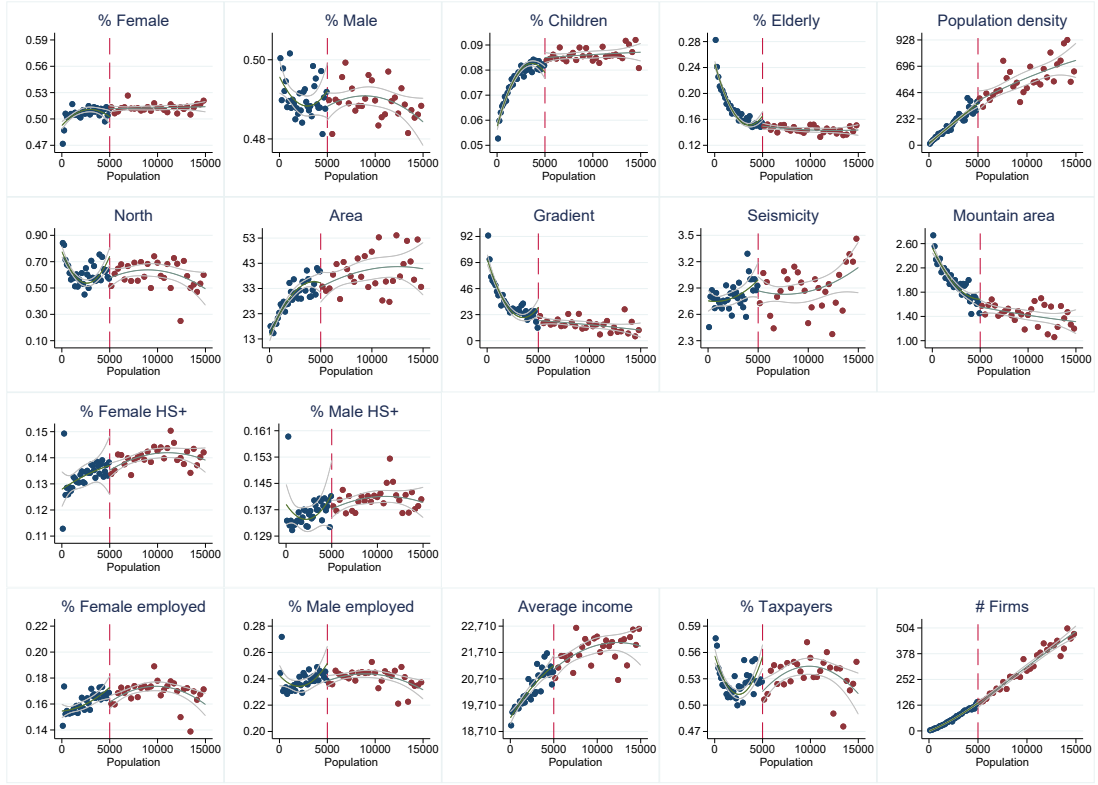 % Female
0.59
0.56
0.53
0.50
0.47
0 5000 10000 15000
Population
% Male
0.50
0.48
0 5000 10000 15000
Population
% Children
0.09
0.08
0.07
0.06
0.05
0 5000 10000 15000
Population
% Elderly
0.28
0.24
0.20
0.16
0.12
0 5000 10000 15000
Population
Population density
928
696
464
232
0
0 5000 10000 15000
Population
North
0.90
0.70
0.50
0.30
0.10
0 5000 10000 15000
Population
Area
53
43
33
23
13
0 5000 10000 15000
Population
Gradient
92
69
46
23
0
0 5000 10000 15000
Population
Seismicity
3.5
3.2
2.9
2.6
2.3
0 5000 10000 15000
Population
Mountain area
2.60
2.20
1.80
1.40
1.00
0 5000 10000 15000
Population
% Female HS+
0.15
0.14
0.13
0.12
0.11
0 5000 10000 15000
Population
% Male HS+
0.161
0.153
0.145
0.137
0.129
0 5000 10000 15000
Population
% Female employed
0.22
0.20
0.18
0.16
0.14
0 5000 10000 15000
Population
% Male employed
0.28
0.26
0.24
0.22
0.20
0 5000 10000 15000
Population
Average income
22,710
21,710
20,710
19,710
18,710
0 5000 10000 15000
Population
% Taxpayers
0.59
0.56
0.53
0.50
0.47
0 5000 10000 15000
Population
# Firms
504
378
252
126
0
0 5000 10000 15000
Population